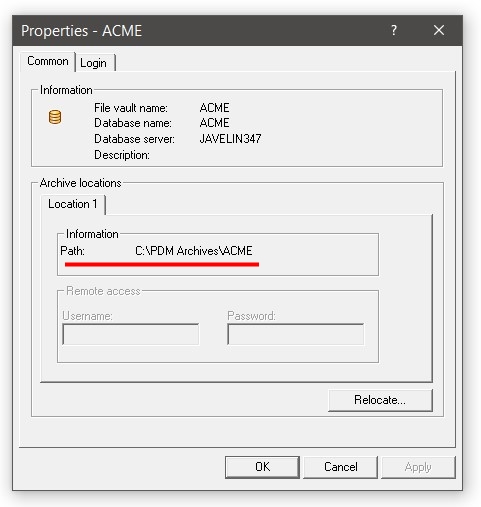 Properties - ACME
?
Common
Login
Information
File vault name: ACME
Database name: ACME
Database server: JAVELIN347
Description:
Archive locations
Location 1
Information
Path: C:\PDM Archives\ACME
Remote access
Username: Password:
Relocate...
OK Cancel Apply